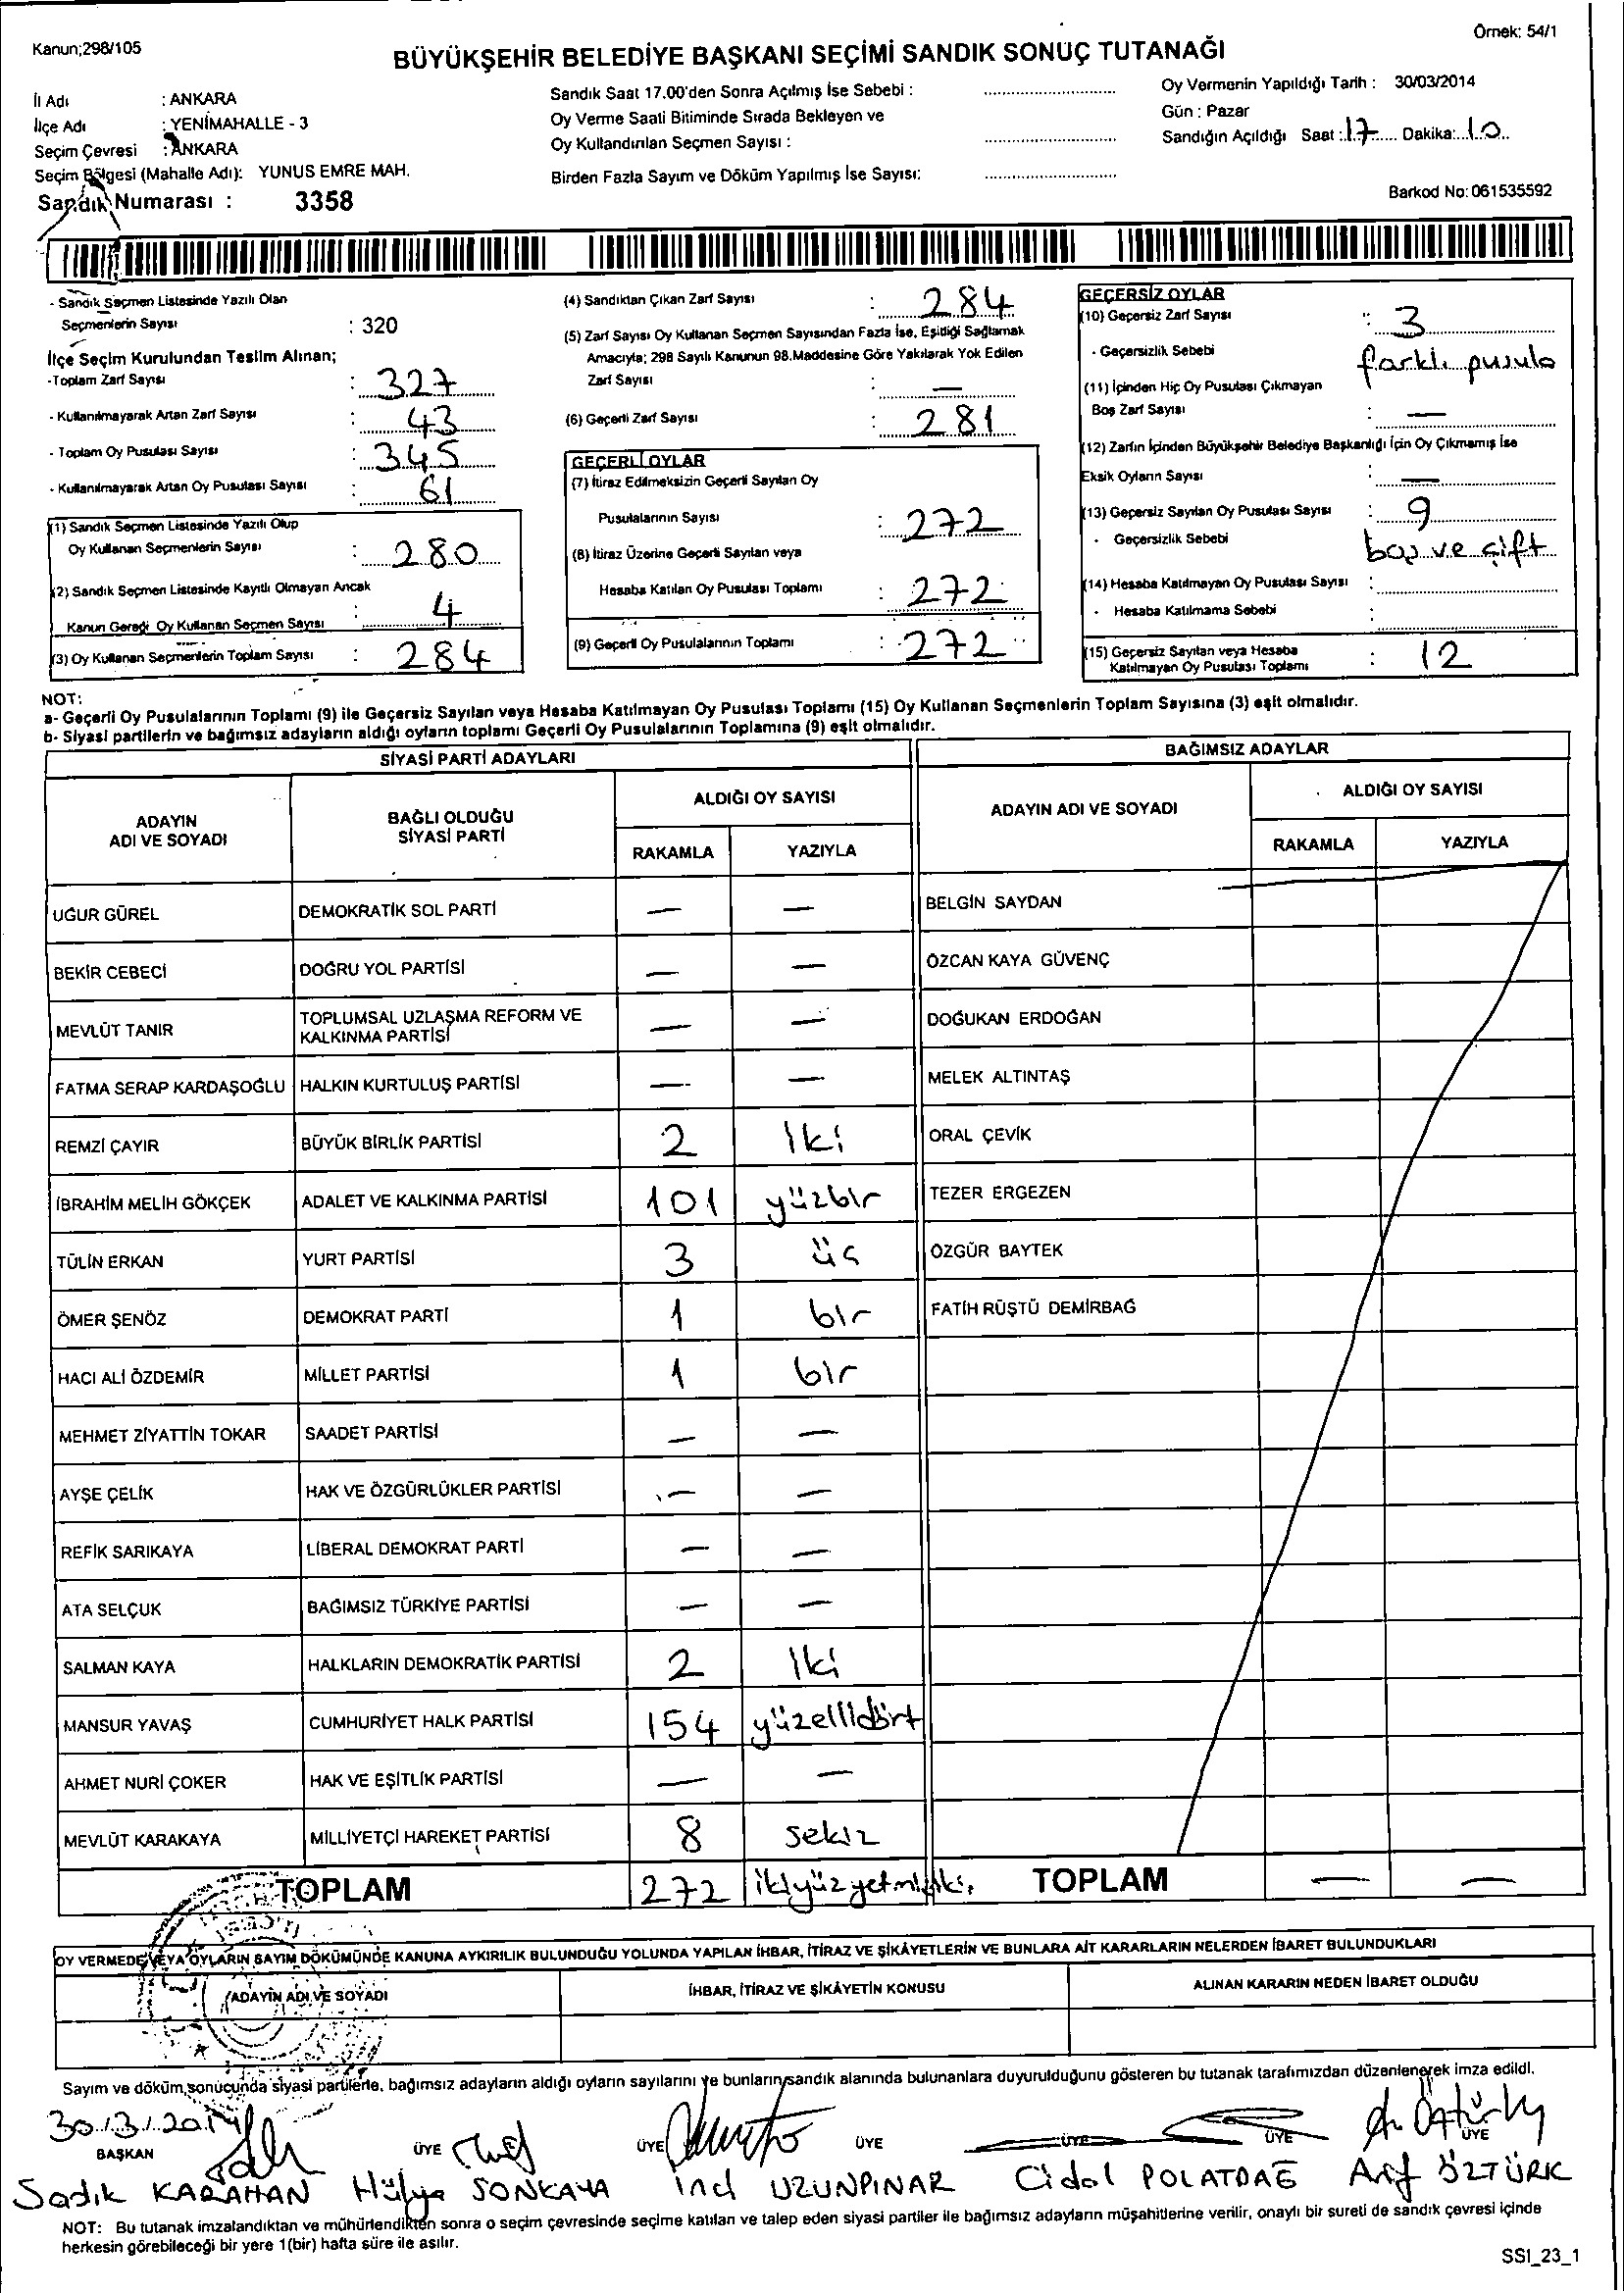 Kanun;298/105
Örnek: 54/1
BÜYÜKŞEHİR BELEDİYE BAŞKANI SEÇİMİ SANDIK SONUÇ TUTANAĞI
İl Adı : ANKARA
İlçe Adı : YENİMAHALLE - 3
Seçim Çevresi : ANKARA
Seçim Bölgesi (Mahalle Adı): YUNUS EMRE MAH.
Sandık Numarası : 3358
Sandık Saat 17.00'den Sonra Açılmış İse Sebebi :
Oy Verme Saati Bitiminde Sırada Bekleyen ve
Oy Kullandırılan Seçmen Sayısı :
Birden Fazla Sayım ve Döküm Yapılmış İse Sayısı:
Oy Vermenin Yapıldığı Tarih : 30/03/2014
Gün : Pazar
Sandığın Açıldığı Saat : 17 Dakika: 10
Barkod No: 061535592
- Sandık Seçmen Listesinde Yazılı Olan
Seçmenlerin Sayısı : 320
İlçe Seçim Kurulundan Teslim Alınan;
-Toplam Zarf Sayısı : 327
- Kullanılmayarak Artan Zarf Sayısı : 43
- Toplam Oy Pusulası Sayısı : 345
- Kullanılmayarak Artan Oy Pusulası Sayısı : 61
(1) Sandık Seçmen Listesinde Yazılı Olup
Oy Kullanan Seçmenlerin Sayısı : 280
(2) Sandık Seçmen Listesinde Kayıtlı Olmayan Ancak
Kanun Gereği Oy Kullanan Seçmen Sayısı : 4
(3) Oy Kullanan Seçmenlerin Toplam Sayısı : 284
(4) Sandıktan Çıkan Zarf Sayısı : 284
(5) Zarf Sayısı Oy Kullanan Seçmen Sayısından Fazla İse, Eşitliği Sağlamak
Amacıyla; 298 Sayılı Kanunun 98.Maddesine Göre Yakılarak Yok Edilen
Zarf Sayısı : —
(6) Geçerli Zarf Sayısı : 281
GEÇERLİ OYLAR
(7) İtiraz Edilmeksizin Geçerli Sayılan Oy
Pusulalarının Sayısı : 272
(8) İtiraz Üzerine Geçerli Sayılan veya
Hesaba Katılan Oy Pusulası Toplamı : 272
(9) Geçerli Oy Pusulalarının Toplamı : 272
GEÇERSİZ OYLAR
(10) Geçersiz Zarf Sayısı : 3
- Geçersizlik Sebebi farklı pusula
(11) İçinden Hiç Oy Pusulası Çıkmayan
Boş Zarf Sayısı : —
(12) Zarfın İçinden Büyükşehir Belediye Başkanlığı İçin Oy Çıkmamış İse
Eksik Oyların Sayısı : —
(13) Geçersiz Sayılan Oy Pusulası Sayısı : 9
- Geçersizlik Sebebi boş ve çift
(14) Hesaba Katılmayan Oy Pusulası Sayısı :
- Hesaba Katılmama Sebebi :
(15) Geçersiz Sayılan veya Hesaba
Katılmayan Oy Pusulası Toplamı : 12
NOT:
a- Geçerli Oy Pusulalarının Toplamı (9) ile Geçersiz Sayılan veya Hesaba Katılmayan Oy Pusulası Toplamı (15) Oy Kullanan Seçmenlerin Toplam Sayısına (3) eşit olmalıdır.
b- Siyasi partilerin ve bağımsız adayların aldığı oyların toplamı Geçerli Oy Pusulalarının Toplamına (9) eşit olmalıdır.
SİYASİ PARTİ ADAYLARI
BAĞIMSIZ ADAYLAR
ADAYIN ADI VE SOYADI
BAĞLI OLDUĞU SİYASİ PARTİ
ALDIĞI OY SAYISI
RAKAMLA YAZIYLA
ADAYIN ADI VE SOYADI
ALDIĞI OY SAYISI
RAKAMLA YAZIYLA
UĞUR GÜREL DEMOKRATİK SOL PARTİ — — BELGİN SAYDAN
BEKİR CEBECİ DOĞRU YOL PARTİSİ — — ÖZCAN KAYA GÜVENÇ
MEVLÜT TANIR TOPLUMSAL UZLAŞMA REFORM VE KALKINMA PARTİSİ — — DOĞUKAN ERDOĞAN
FATMA SERAP KARDAŞOĞLU HALKIN KURTULUŞ PARTİSİ — — MELEK ALTINTAŞ
REMZİ ÇAYIR BÜYÜK BİRLİK PARTİSİ 2 iki ORAL ÇEVİK
İBRAHİM MELİH GÖKÇEK ADALET VE KALKINMA PARTİSİ 101 yüzbir TEZER ERGEZEN
TÜLİN ERKAN YURT PARTİSİ 3 üç ÖZGÜR BAYTEK
ÖMER ŞENÖZ DEMOKRAT PARTİ 1 bir FATİH RÜŞTÜ DEMİRBAĞ
HACI ALİ ÖZDEMİR MİLLET PARTİSİ 1 bir
MEHMET ZİYATTİN TOKAR SAADET PARTİSİ — —
AYŞE ÇELİK HAK VE ÖZGÜRLÜKLER PARTİSİ — —
REFİK SARIKAYA LİBERAL DEMOKRAT PARTİ — —
ATA SELÇUK BAĞIMSIZ TÜRKİYE PARTİSİ — —
SALMAN KAYA HALKLARIN DEMOKRATİK PARTİSİ 2 iki
MANSUR YAVAŞ CUMHURİYET HALK PARTİSİ 154 yüzellidört
AHMET NURİ ÇOKER HAK VE EŞİTLİK PARTİSİ — —
MEVLÜT KARAKAYA MİLLİYETÇİ HAREKET PARTİSİ 8 sekiz
TOPLAM 272 ikiyüzyetmişiki TOPLAM — —
OY VERMEDE VEYA OYLARIN SAYIM DÖKÜMÜNDE KANUNA AYKIRILIK BULUNDUĞU YOLUNDA YAPILAN İHBAR, İTİRAZ VE ŞİKÂYETLERİN VE BUNLARA AİT KARARLARIN NELERDEN İBARET BULUNDUKLARI
ADAYIN ADI VE SOYADI İHBAR, İTİRAZ VE ŞİKÂYETİN KONUSU ALINAN KARARIN NEDEN İBARET OLDUĞU
Sayım ve döküm sonucunda siyasi partilerle, bağımsız adayların aldığı oyların sayılarını ve bunların sandık alanında bulunanlara duyurulduğunu gösteren bu tutanak tarafımızdan düzenlenerek imza edildi.
30/3/2014
BAŞKAN ÜYE ÜYE ÜYE ÜYE ÜYE ÜYE
Sadık KARAHAN Hülya SONKAYA İnci UZUNPINAR Cidal POLATDAĞ Arif ÖZTÜRK
NOT: Bu tutanak imzalandıktan ve mühürlendikten sonra o seçim çevresinde seçime katılan ve talep eden siyasi partiler ile bağımsız adayların müşahitlerine verilir, onaylı bir sureti de sandık çevresi içinde
herkesin görebileceği bir yere 1(bir) hafta süre ile asılır.
SSI_23_1